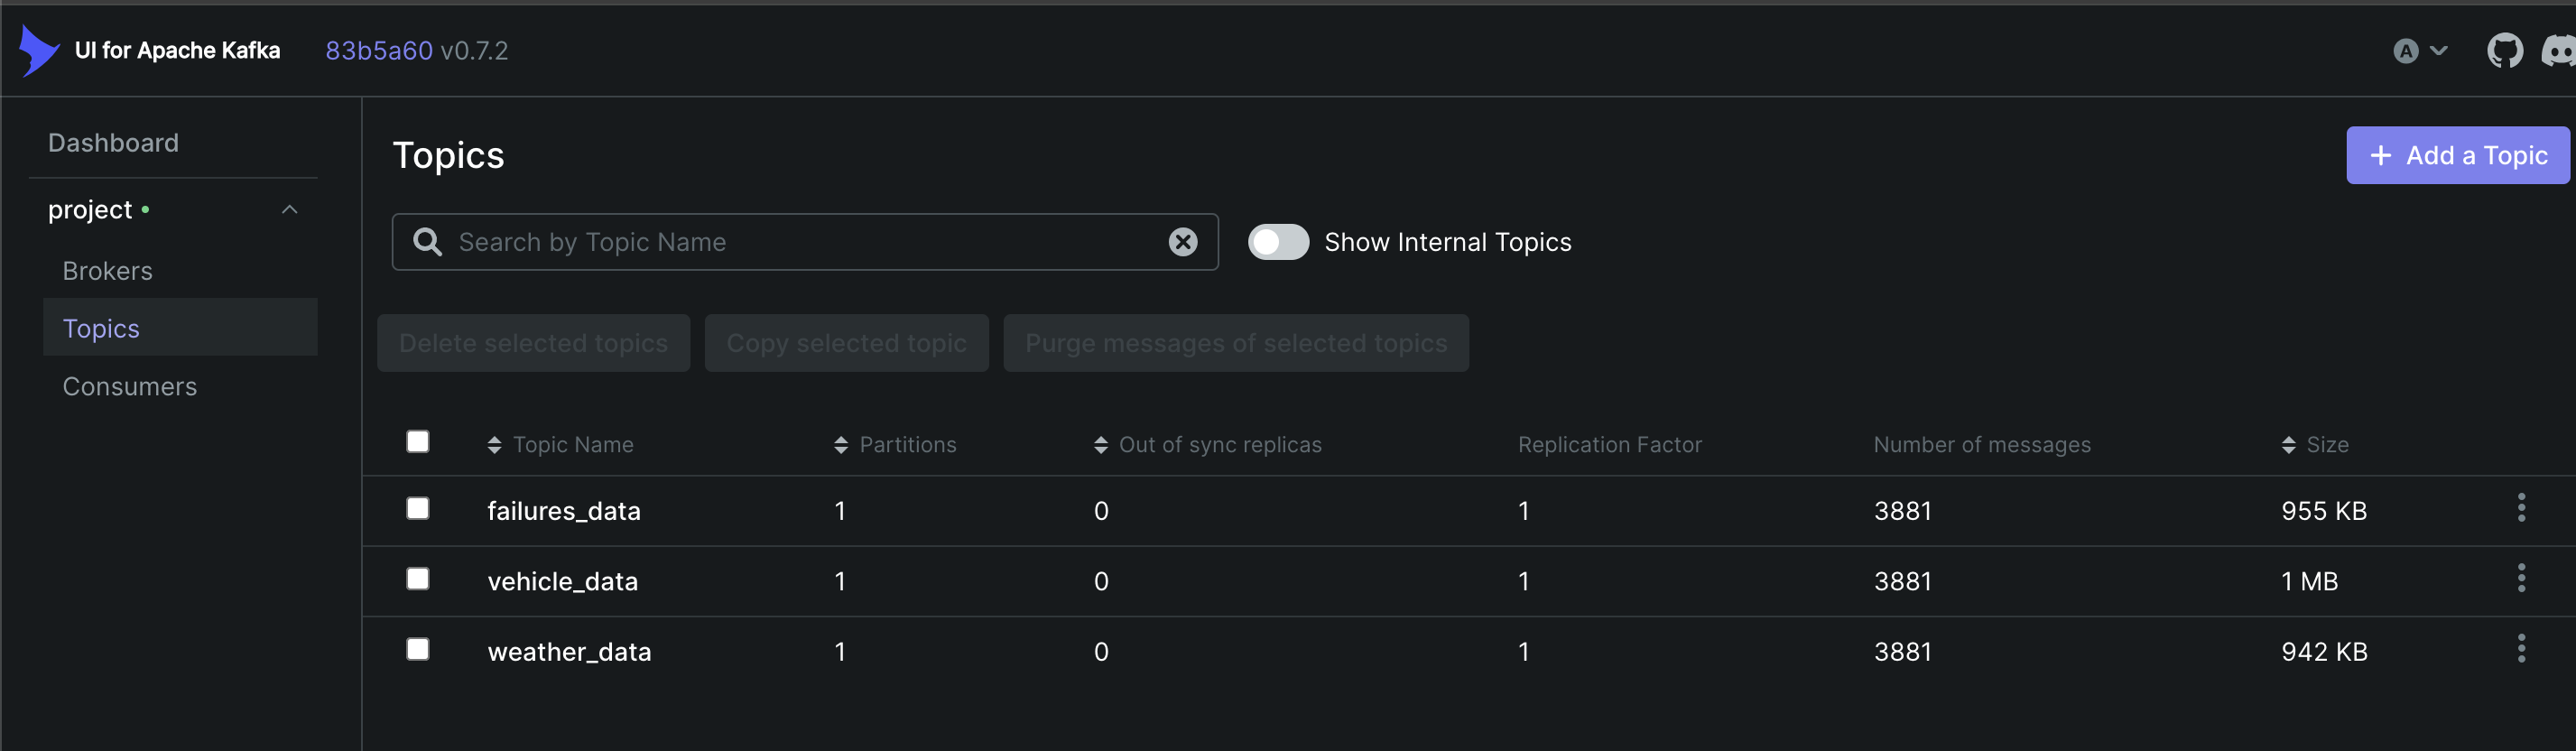 UI for Apache Kafka 83b5a60 v0.7.2 A
Dashboard
project
Brokers
Topics
Consumers
Topics
Add a Topic
Search by Topic Name
Show Internal Topics
Delete selected topics Copy selected topic Purge messages of selected topics
Topic Name Partitions Out of sync replicas Replication Factor Number of messages Size
failures_data 1 0 1 3881 955 KB
vehicle_data 1 0 1 3881 1 MB
weather_data 1 0 1 3881 942 KB